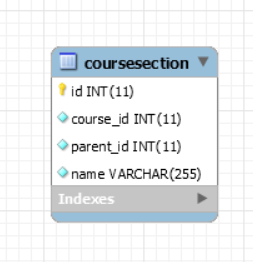 coursesection
id INT(11)
course_id INT(11)
parent_id INT(11)
name VARCHAR(255)
Indexes